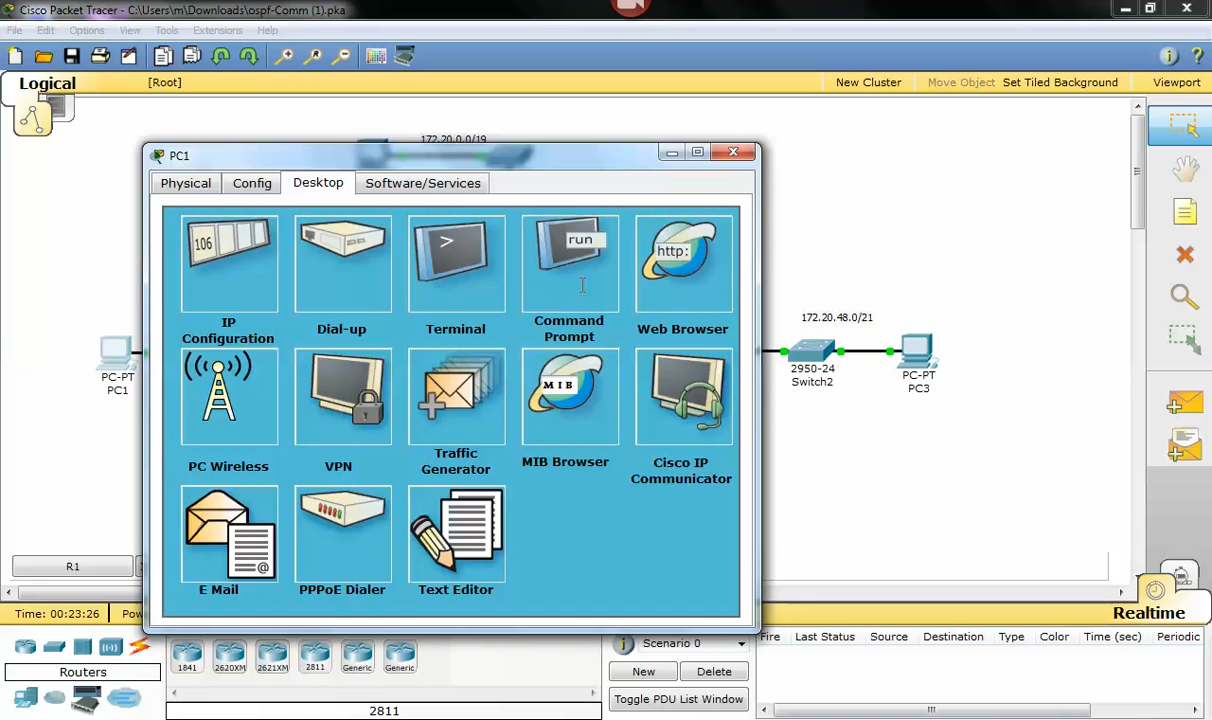 Cisco Packet Tracer - C:\Users\m\Downloads\ospf-Comm (1).pka
File Edit Options View Tools Extensions Help
Logical [Root] New Cluster Move Object Set Tiled Background Viewport
172.20.0.0/19
PC1
Physical Config Desktop Software/Services
106
>
run
http:
IP
Configuration
Dial-up
Terminal
Command
Prompt
Web Browser
MIB
PC Wireless
VPN
Traffic
Generator
MIB Browser
Cisco IP
Communicator
@
E Mail
PPPoE Dialer
Text Editor
PC-PT
PC1
172.20.48.0/21
2950-24
Switch2
PC-PT
PC3
R1
Time: 00:23:26 Pow
Realtime
Routers
1841 2620XM 2621XM 2811 Generic Generic
2811
Scenario 0
New Delete
Toggle PDU List Window
Fire Last Status Source Destination Type Color Time (sec) Periodic